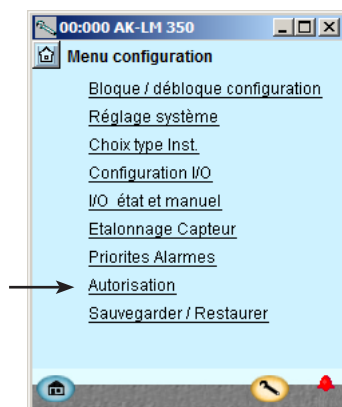 00:000 AK-LM 350
Menu configuration
Bloque / débloque configuration
Réglage système
Choix type Inst.
Configuration I/O
I/O état et manuel
Etalonnage Capteur
Priorites Alarmes
Autorisation
Sauvegarder / Restaurer